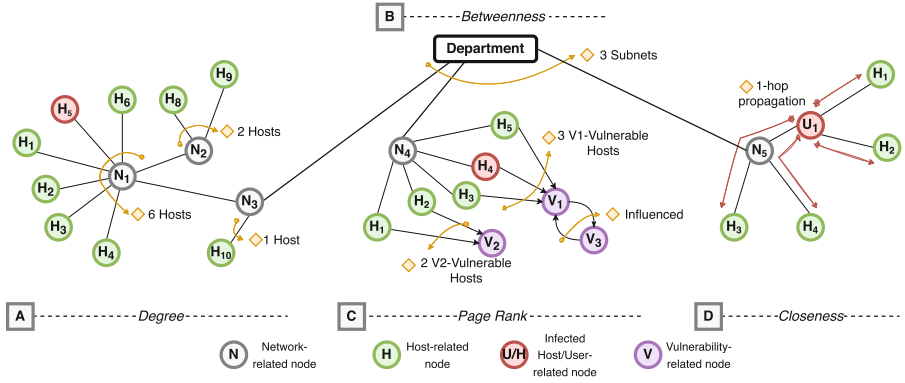 B
Betweenness
Department
3 Subnets
H9
H8
H6
H5
H1
2 Hosts
N2
N1
H2
6 Hosts
H3
H4
N3
1 Host
H10
H5
N4
3 V1-Vulnerable
Hosts
H4
H3
H2
V1
Influenced
H1
V2
V3
2 V2-Vulnerable
Hosts
1-hop
propagation
H1
U1
N5
H2
H3
H4
A
Degree
C
Page Rank
D
Closeness
N
Network-
related node
H
Host-related
node
U/H
Infected
Host/User-
related node
V
Vulnerability-
related node